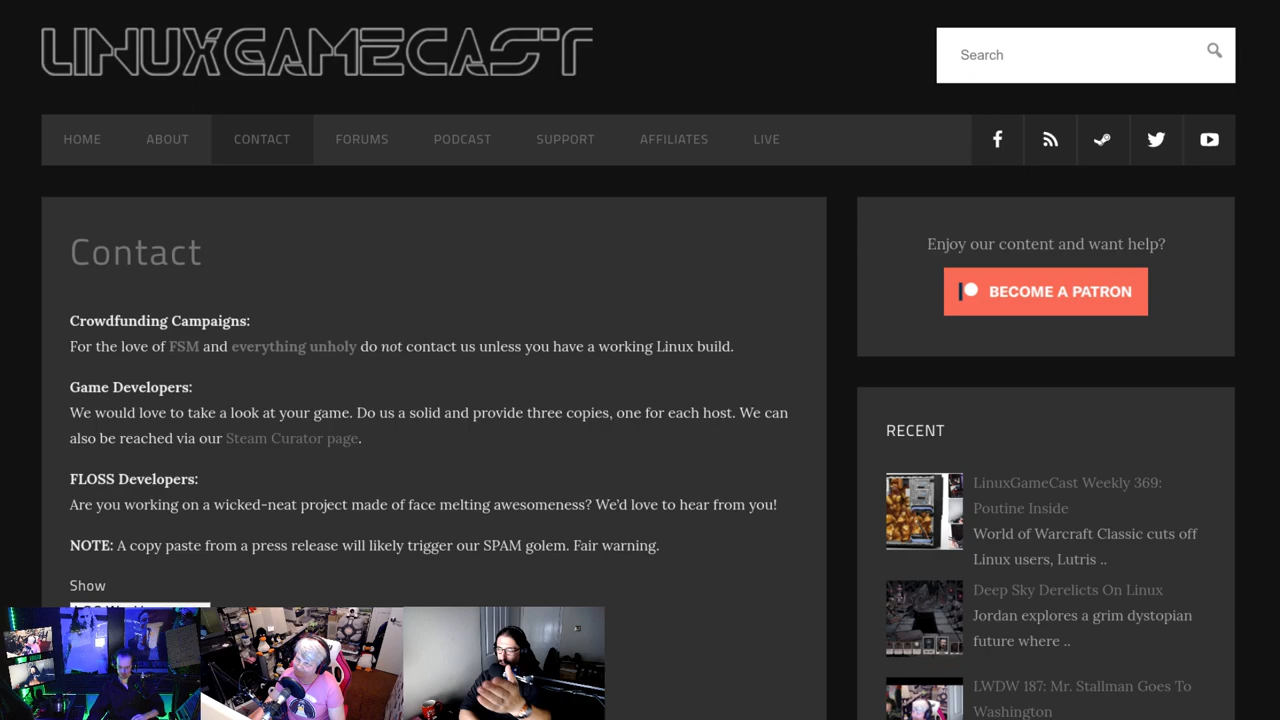 LINUXGAMECAST
Search
HOME ABOUT CONTACT FORUMS PODCAST SUPPORT AFFILIATES LIVE
Contact
Crowdfunding Campaigns:
For the love of FSM and everything unholy do not contact us unless you have a working Linux build.
Game Developers:
We would love to take a look at your game. Do us a solid and provide three copies, one for each host. We can
also be reached via our Steam Curator page.
FLOSS Developers:
Are you working on a wicked-neat project made of face melting awesomeness? We’d love to hear from you!
NOTE: A copy paste from a press release will likely trigger our SPAM golem. Fair warning.
Show
Enjoy our content and want help?
BECOME A PATRON
RECENT
LinuxGameCast Weekly 369:
Poutine Inside
World of Warcraft Classic cuts off
Linux users, Lutris ..
Deep Sky Derelicts On Linux
Jordan explores a grim dystopian
future where ..
LWDW 187: Mr. Stallman Goes To
Washington